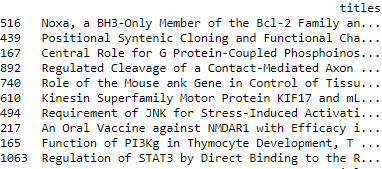 titles
516 Noxa, a BH3-Only Member of the Bcl-2 Family an...
439 Positional Syntenic Cloning and Functional Cha...
167 Central Role for G Protein-Coupled Phosphoinos...
892 Regulated Cleavage of a Contact-Mediated Axon ...
740 Role of the Mouse ank Gene in Control of Tissu...
610 Kinesin Superfamily Motor Protein KIF17 and mL...
494 Requirement of JNK for Stress-Induced Activati...
217 An Oral Vaccine against NMDAR1 with Efficacy i...
165 Function of PI3Kg in Thymocyte Development, T ...
1063 Regulation of STAT3 by Direct Binding to the R...